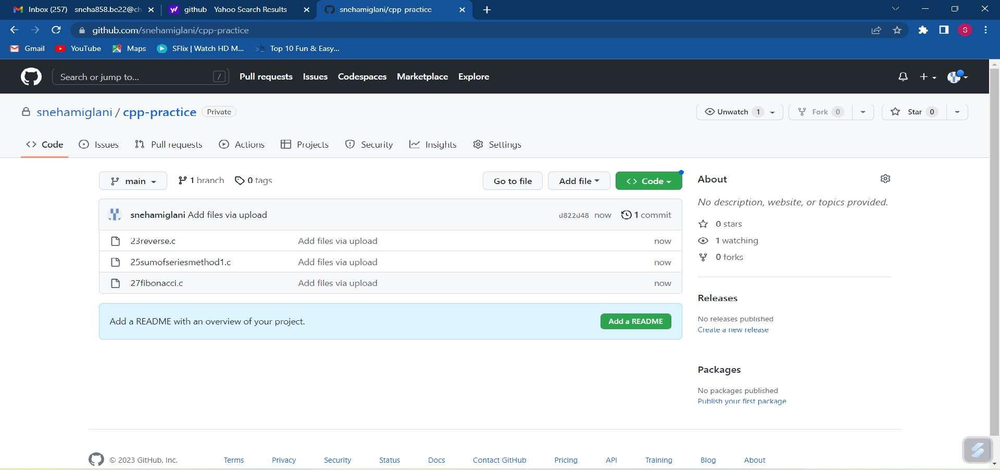 Inbox (257) sneha858.be22@ch
github Yahoo Search Results
snehamiglani/cpp practice
github.com/snehamiglani/cpp-practice
S
Gmail YouTube Maps SFlix | Watch HD M... Top 10 Fun & Easy...
Search or jump to... /
Pull requests Issues Codespaces Marketplace Explore
snehamiglani / cpp-practice Private
Unwatch 1 Fork 0 Star 0
Code Issues Pull requests Actions Projects Security Insights Settings
main 1 branch 0 tags
Go to file Add file Code
snehamiglani Add files via upload d822d48 now 1 commit
23reverse.c Add files via upload now
25sumofseriesmethod1.c Add files via upload now
27fibonacci.c Add files via upload now
Add a README with an overview of your project. Add a README
About
No description, website, or topics provided.
0 stars
1 watching
0 forks
Releases
No releases published
Create a new release
Packages
No packages published
Publish your first package
© 2023 GitHub, Inc. Terms Privacy Security Status Docs Contact GitHub Pricing API Training Blog About